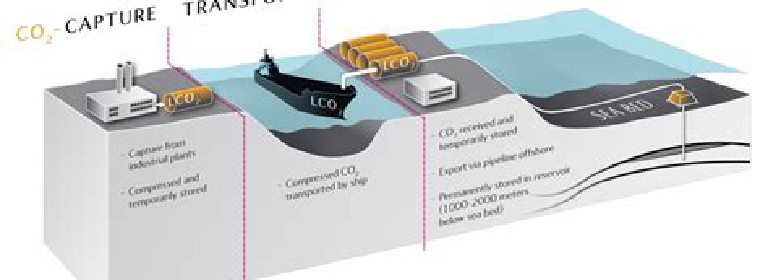 CO₂-CAPTURE TRANSPO
LCO₂
LCO
LCO
SEA BED
- Capture from
industrial plants
- Compressed and
temporarily stored
- Compressed CO₂
transported by ship
- CO₂ received and
temporarily stored
- Export via pipeline offshore
- Permanently stored in reservoir
(1000-2000 meters
below sea bed)